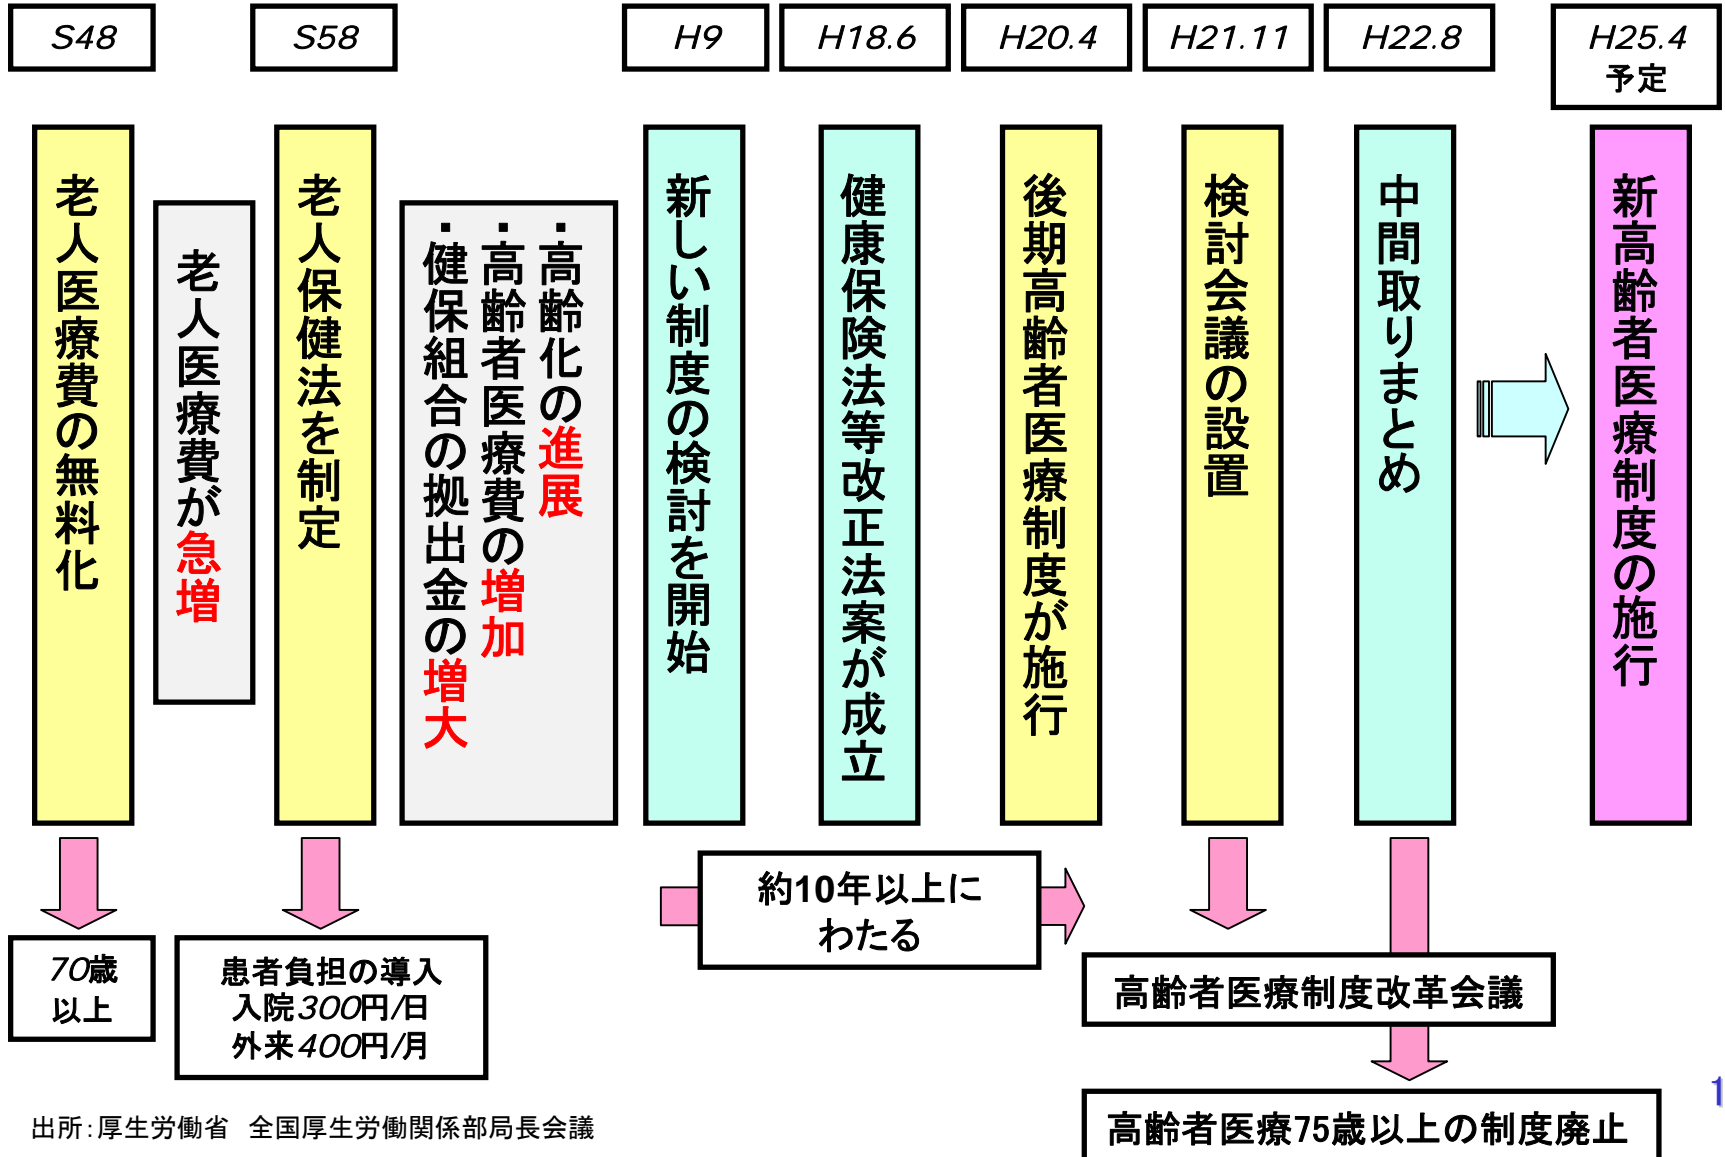 S48
S58
H9
H18.6
H20.4
H21.11
H22.8
H25.4
予定
老人医療費の無料化
老人医療費が急増
老人保健法を制定
・高齢化の進展
・高齢者医療費の増加
・健保組合の拠出金の増大
新しい制度の検討を開始
健康保険法等改正法案が成立
後期高齢者医療制度が施行
検討会議の設置
中間取りまとめ
新高齢者医療制度の施行
70歳
以上
患者負担の導入
入院300円/日
外来400円/月
約10年以上に
わたる
高齢者医療制度改革会議
高齢者医療75歳以上の制度廃止
出所：厚生労働省　全国厚生労働関係部局長会議
1